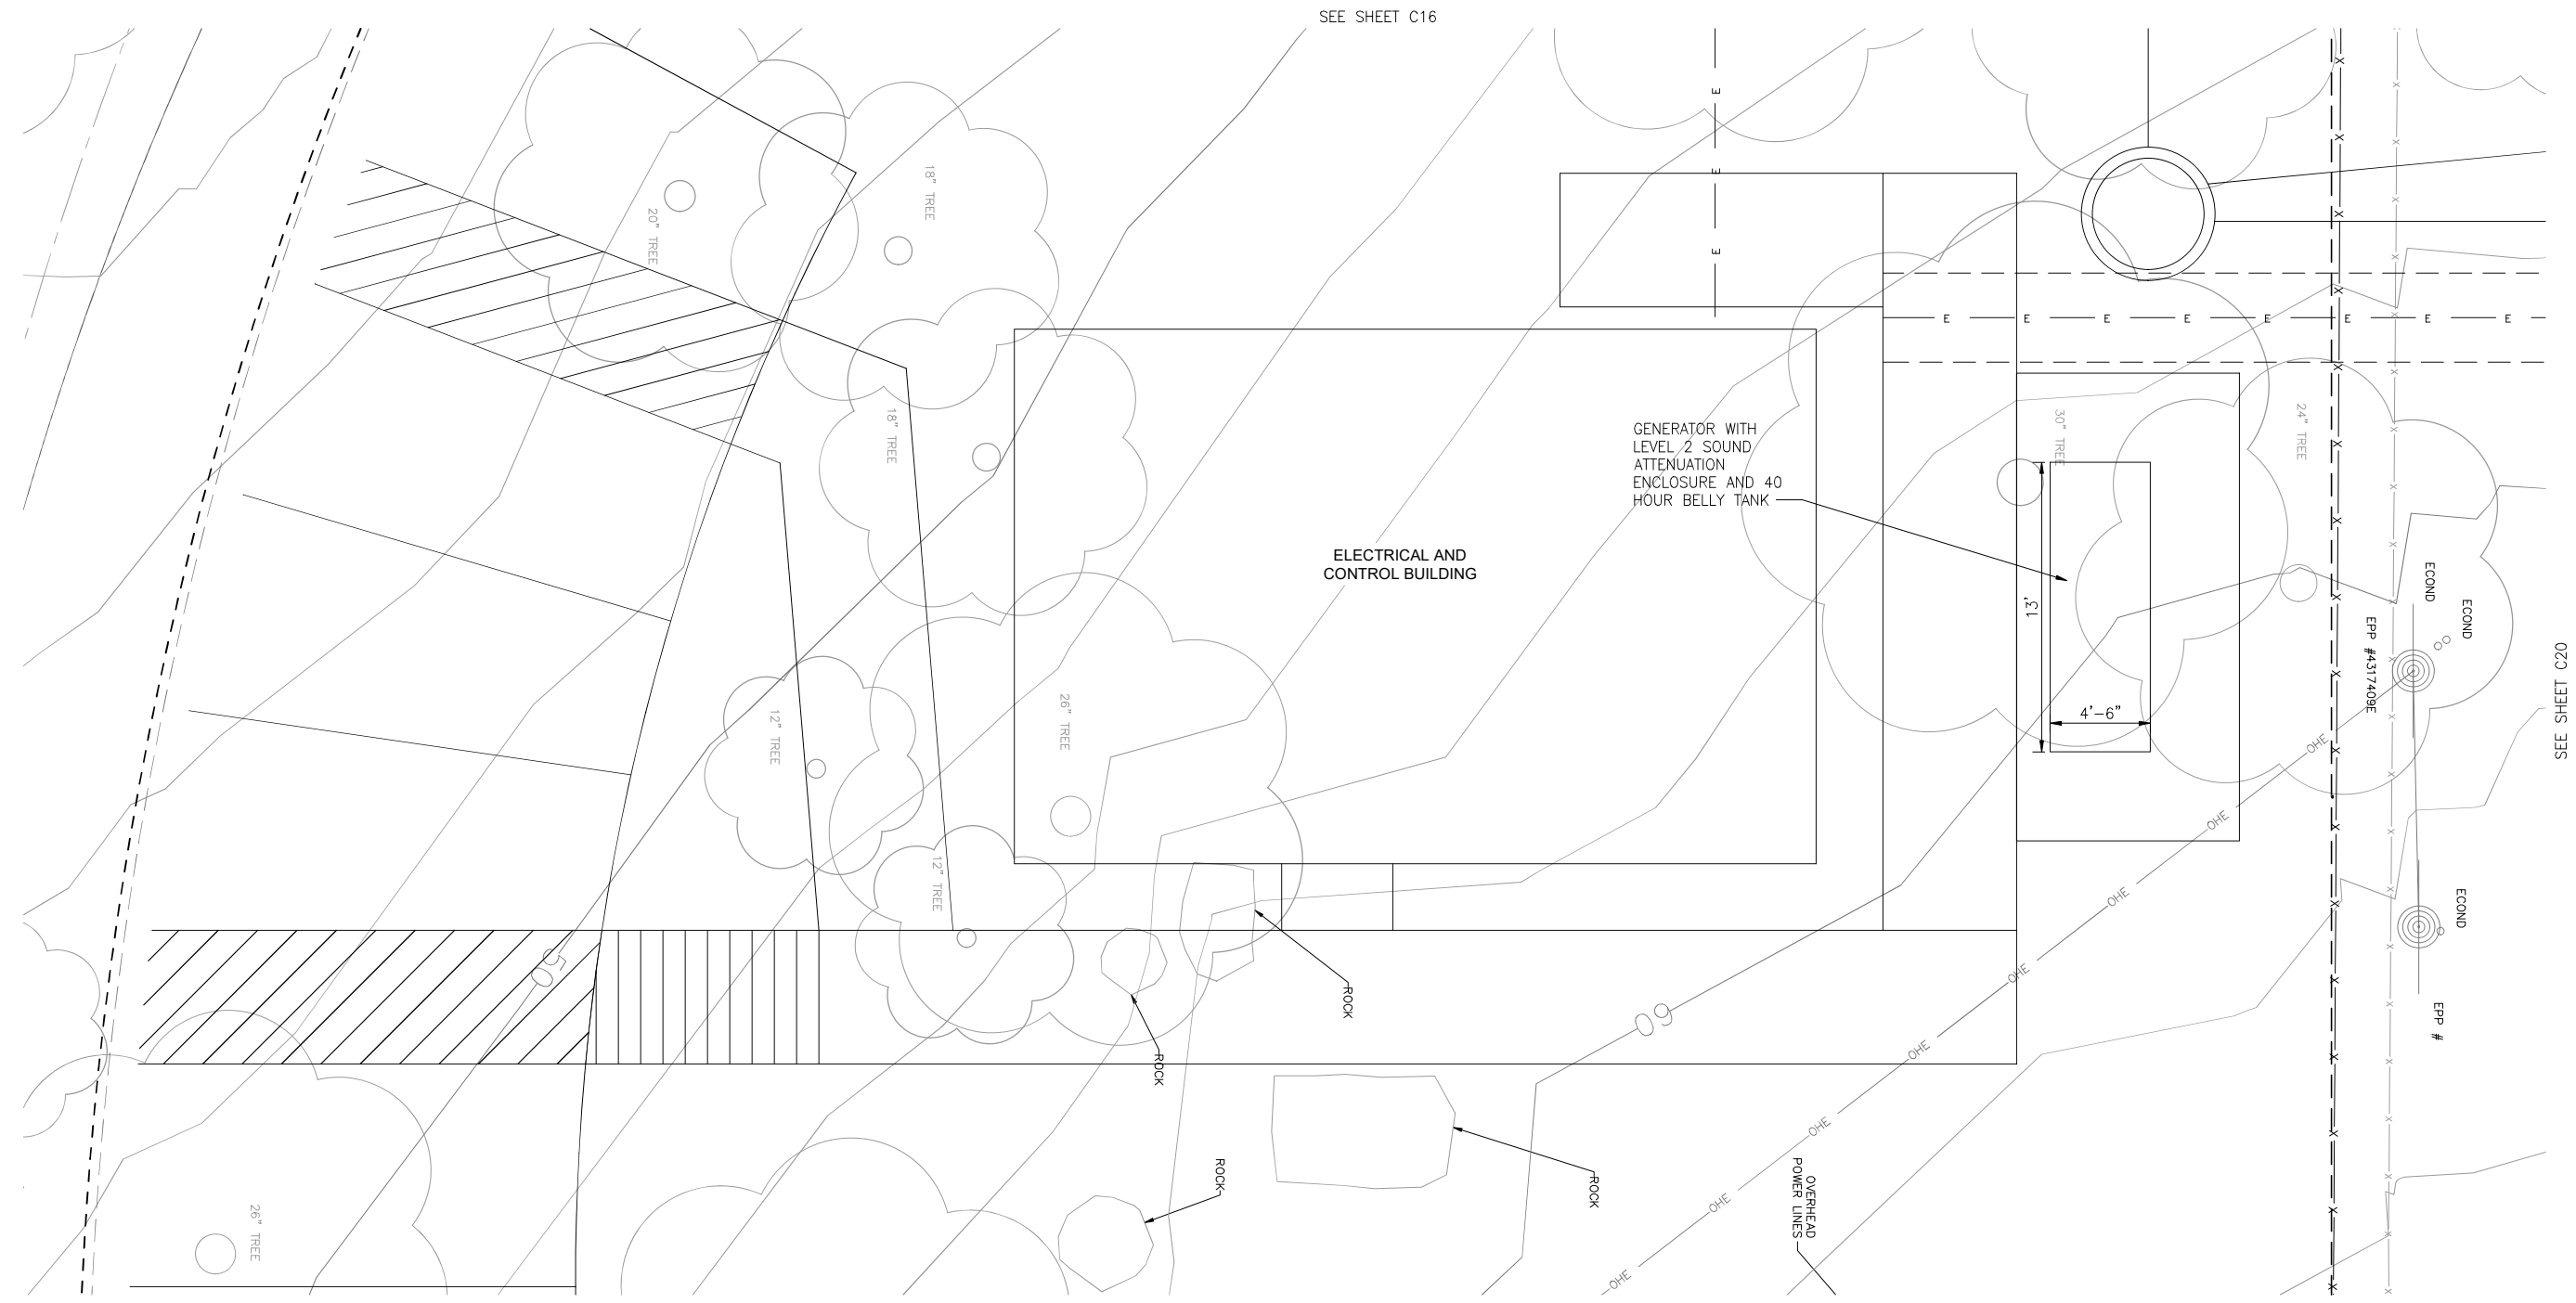 SEE SHEET C16
18" TREE
20" TREE
E
E
E
E E E E E E E E
18" TREE
30" TREE
24" TREE
GENERATOR WITH
LEVEL 2 SOUND
ATTENUATION
ENCLOSURE AND 40
HOUR BELLY TANK
ELECTRICAL AND
CONTROL BUILDING
13'
4'-6"
ECOND
ECOND
EPP #4317409E
SEE SHEET C20
12" TREE
26" TREE
12" TREE
OHE
OHE
OHE
OHE
OHE
OHE
OHE
OHE
ECOND
EPP #
50
60
ROCK
ROCK
ROCK
ROCK
OVERHEAD
POWER LINES
26" TREE
X X X X X X X X X X X X X X X X X
X X X X X X X X X X X X X X X X X